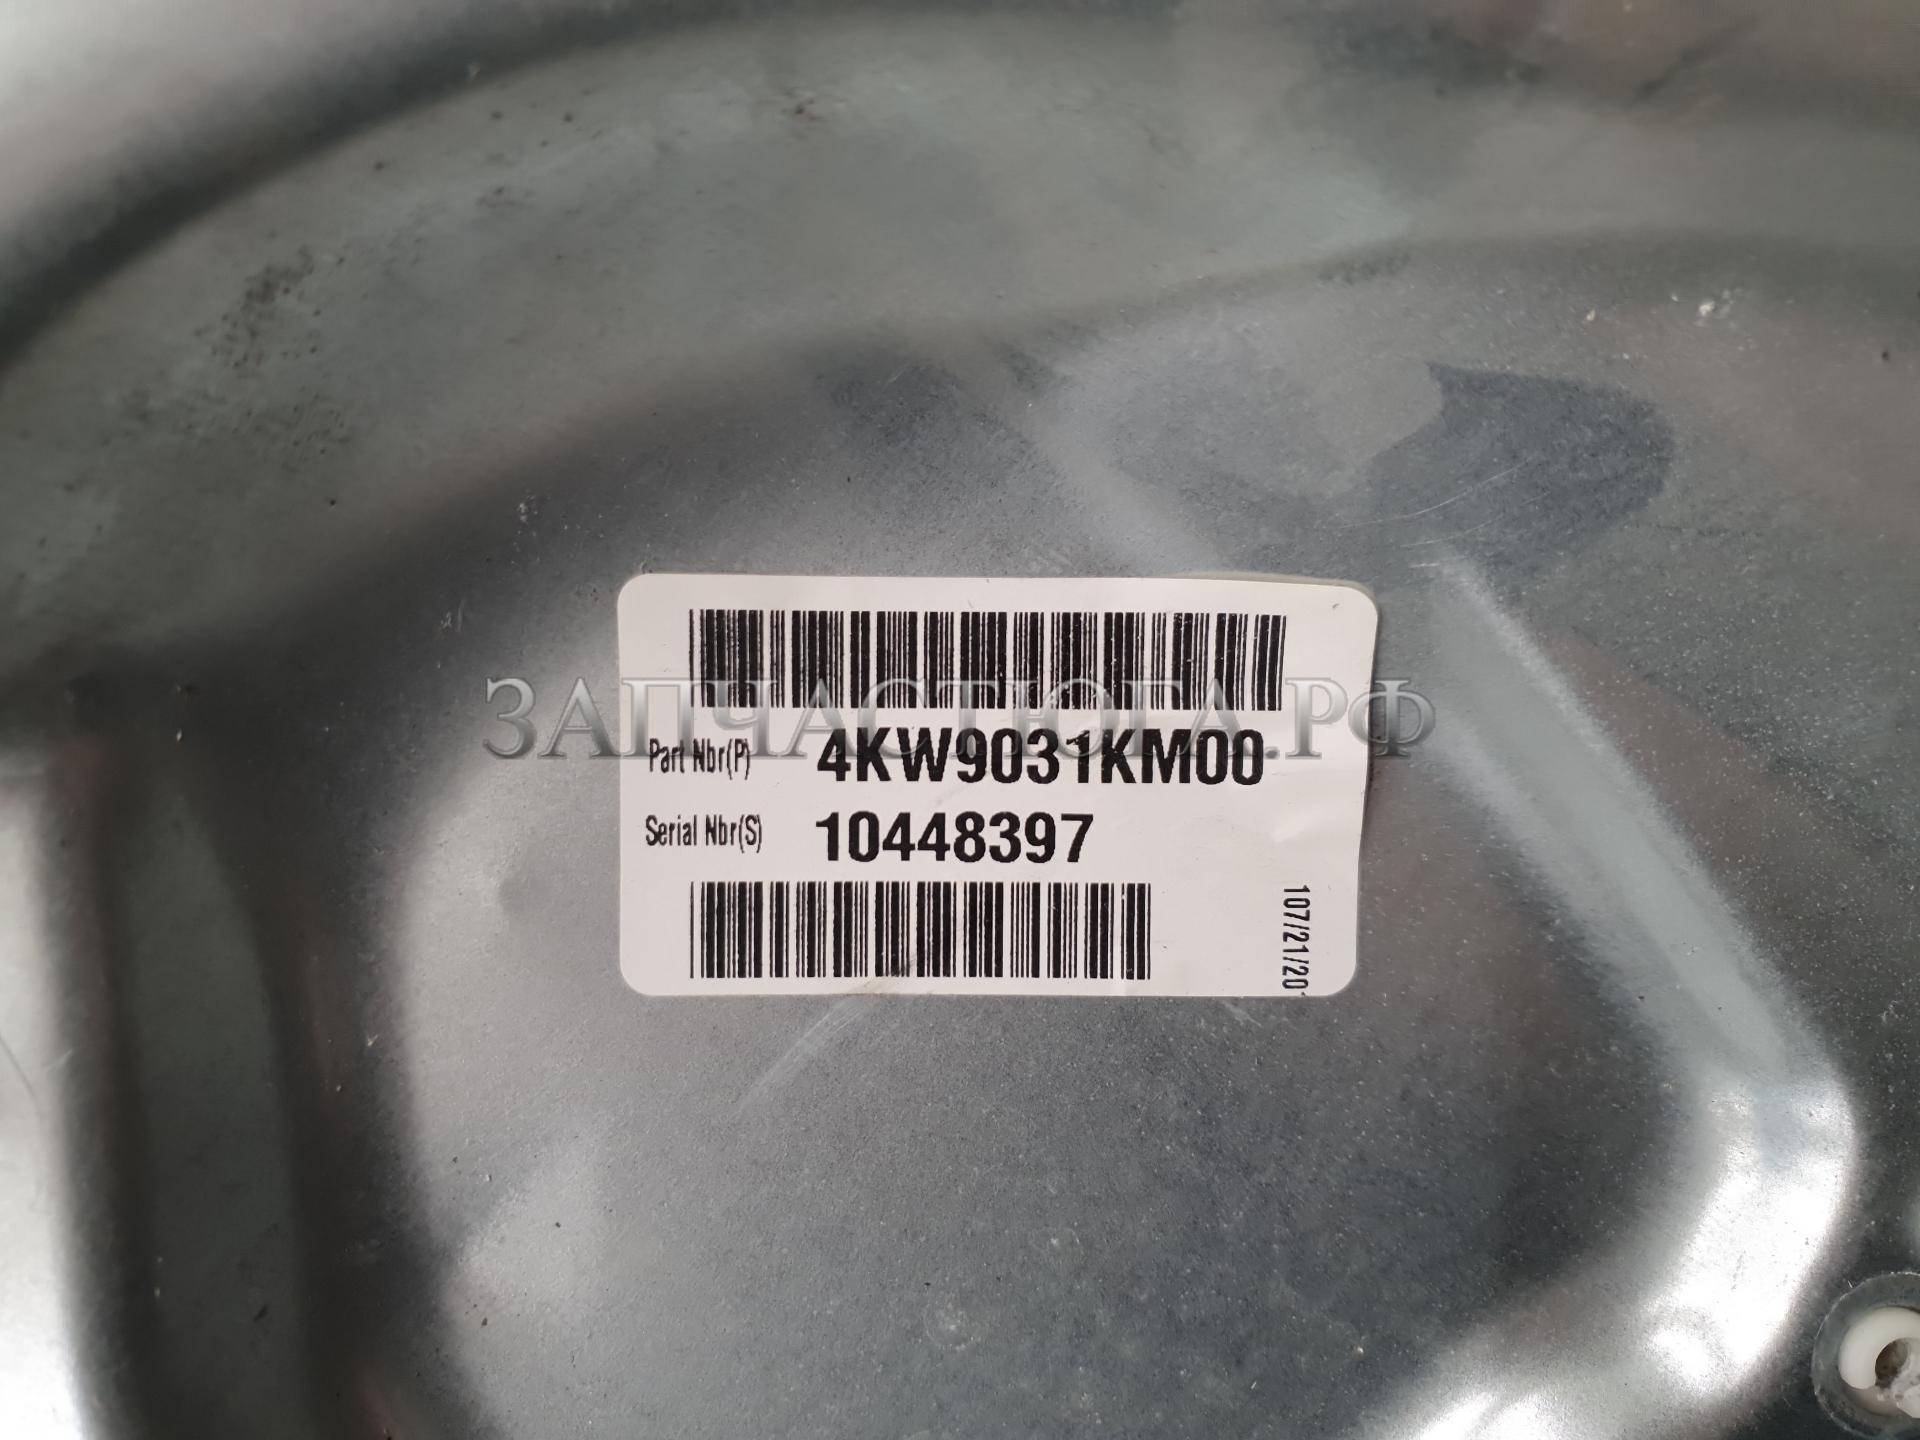 ЗАПЧАСТЮГА.РФ
Part Nbr(P) 4KW9031KM00
Serial Nbr(S) 10448397
107/21/20